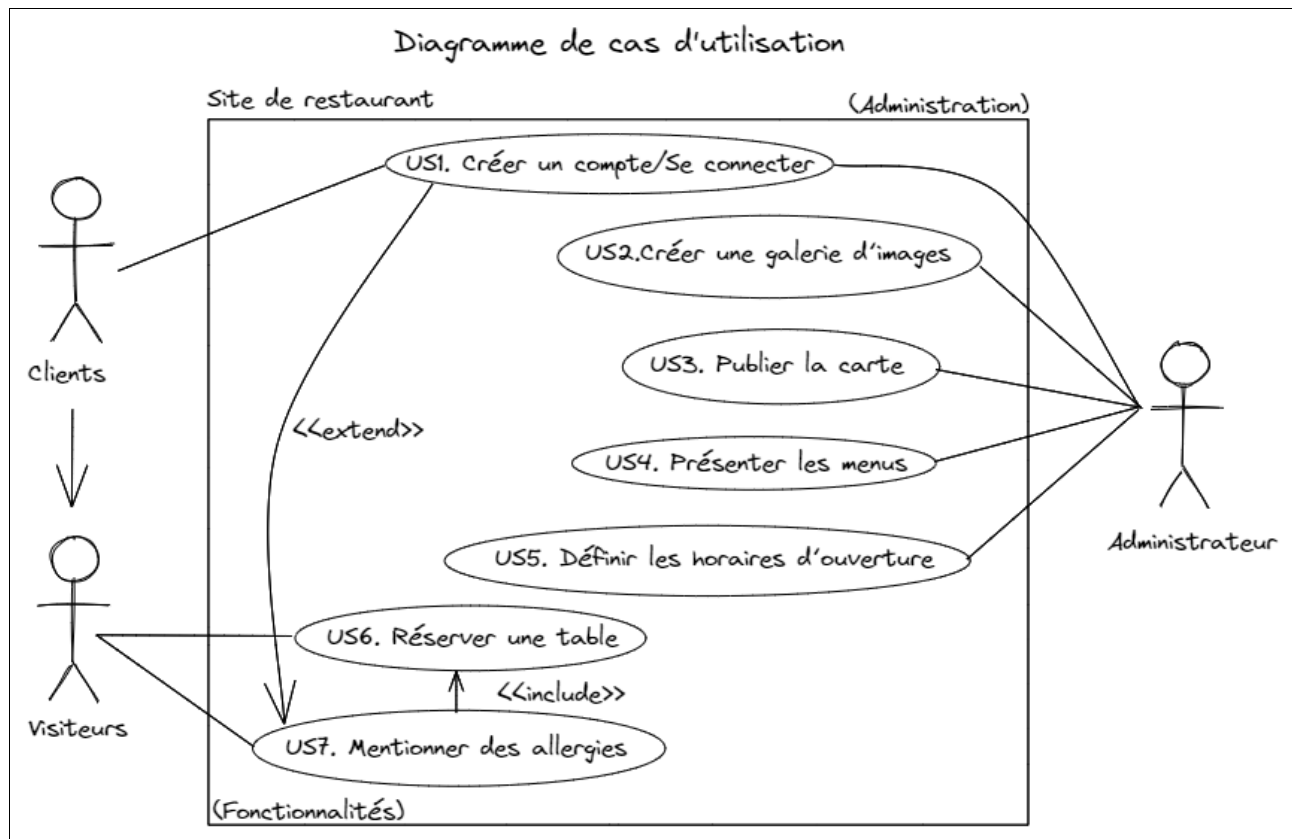 Diagramme de cas d'utilisation
Site de restaurant
(Administration)
US1. Créer un compte/Se connecter
US2.Créer une galerie d'images
US3. Publier la carte
Clients
<<extend>>
US4. Présenter les menus
Administrateur
US5. Définir les horaires d'ouverture
US6. Réserver une table
<<include>>
Visiteurs
US7. Mentionner des allergies
(Fonctionnalités)